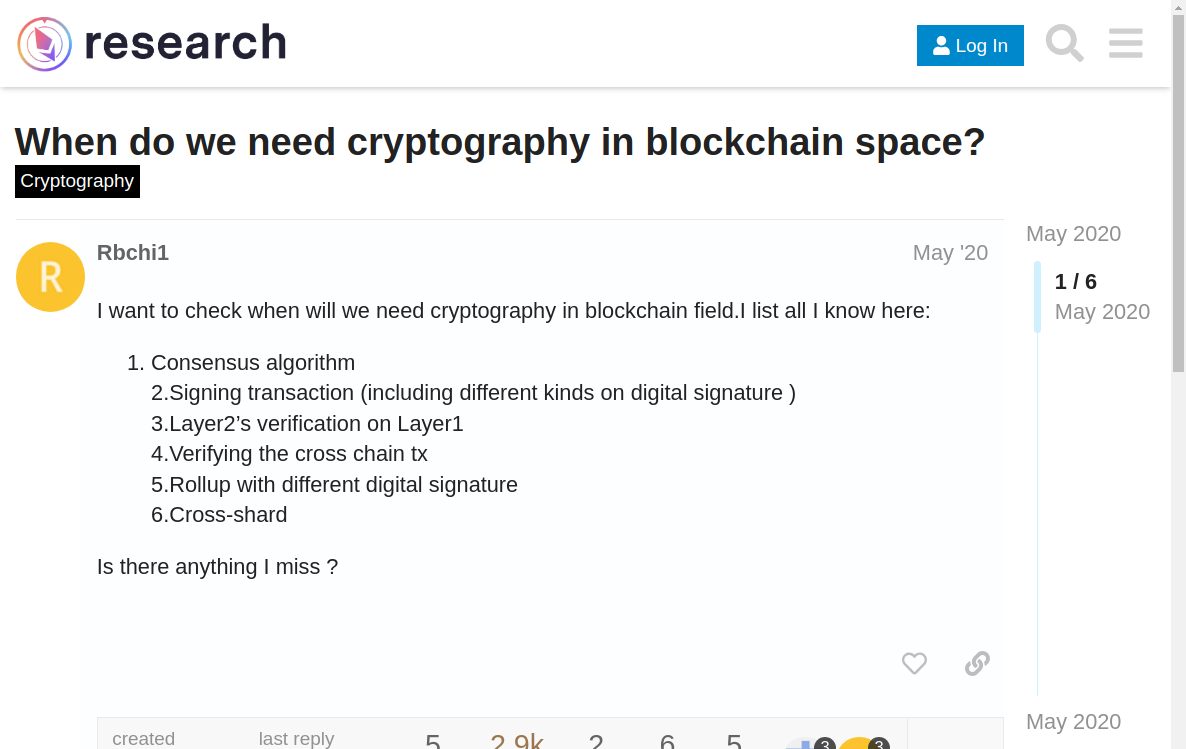 research
Log In
When do we need cryptography in blockchain space?
Cryptography
Rbchi1
May '20
R
I want to check when will we need cryptography in blockchain field.I list all I know here:
1. Consensus algorithm
2.Signing transaction (including different kinds on digital signature )
3.Layer2’s verification on Layer1
4.Verifying the cross chain tx
5.Rollup with different digital signature
6.Cross-shard
Is there anything I miss ?
May 2020
1 / 6
May 2020
May 2020
created
last reply
5
2.9k
2
6
5
3
3